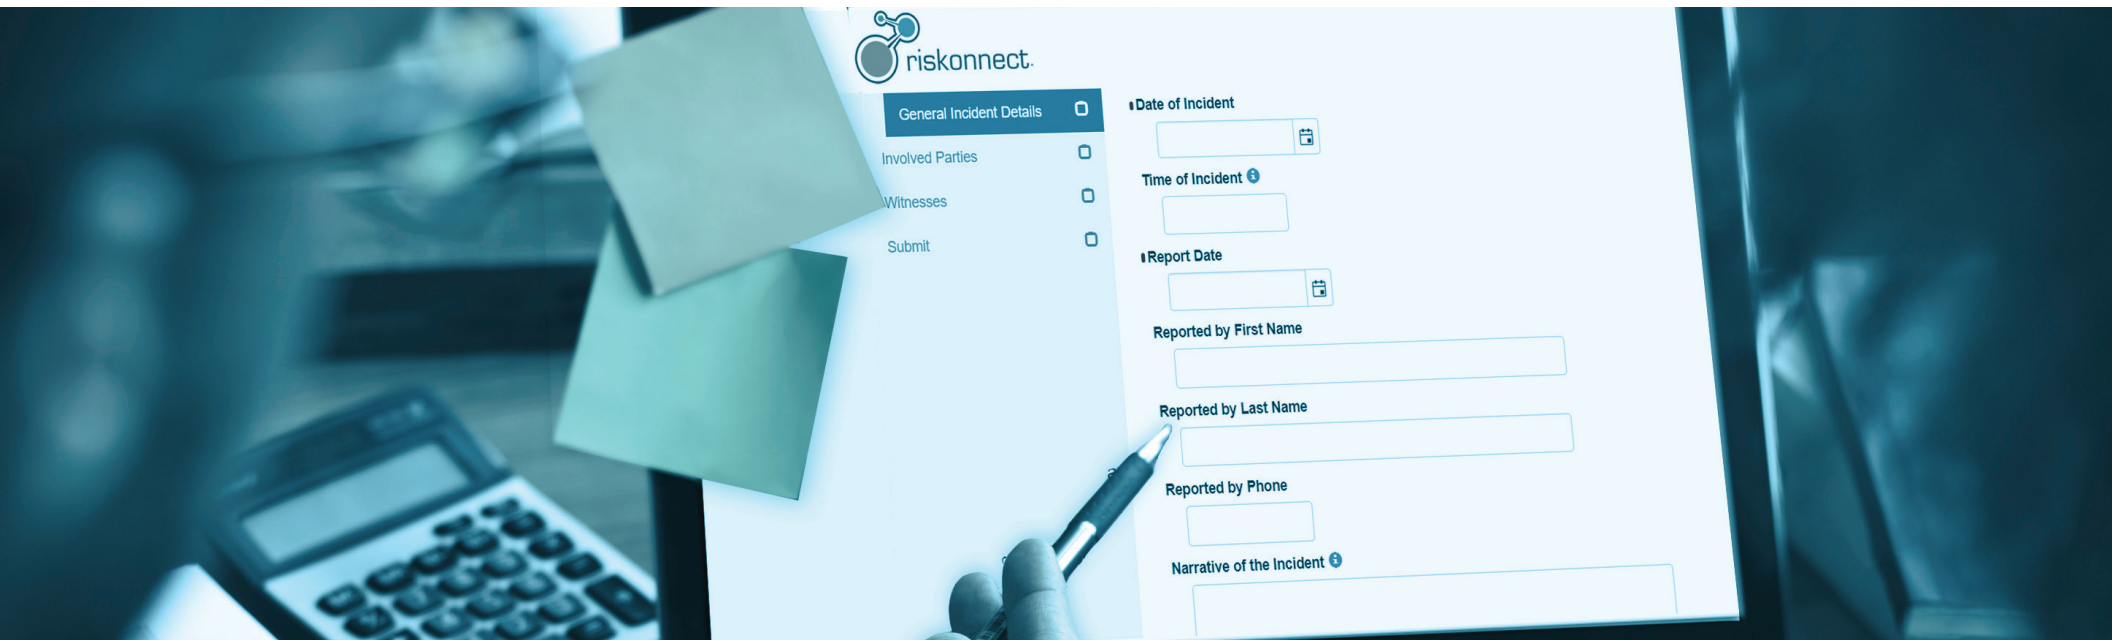 riskonnect.
General Incident Details
Involved Parties
Witnesses
Submit
Date of Incident
Time of Incident
Report Date
Reported by First Name
Reported by Last Name
Reported by Phone
Narrative of the Incident